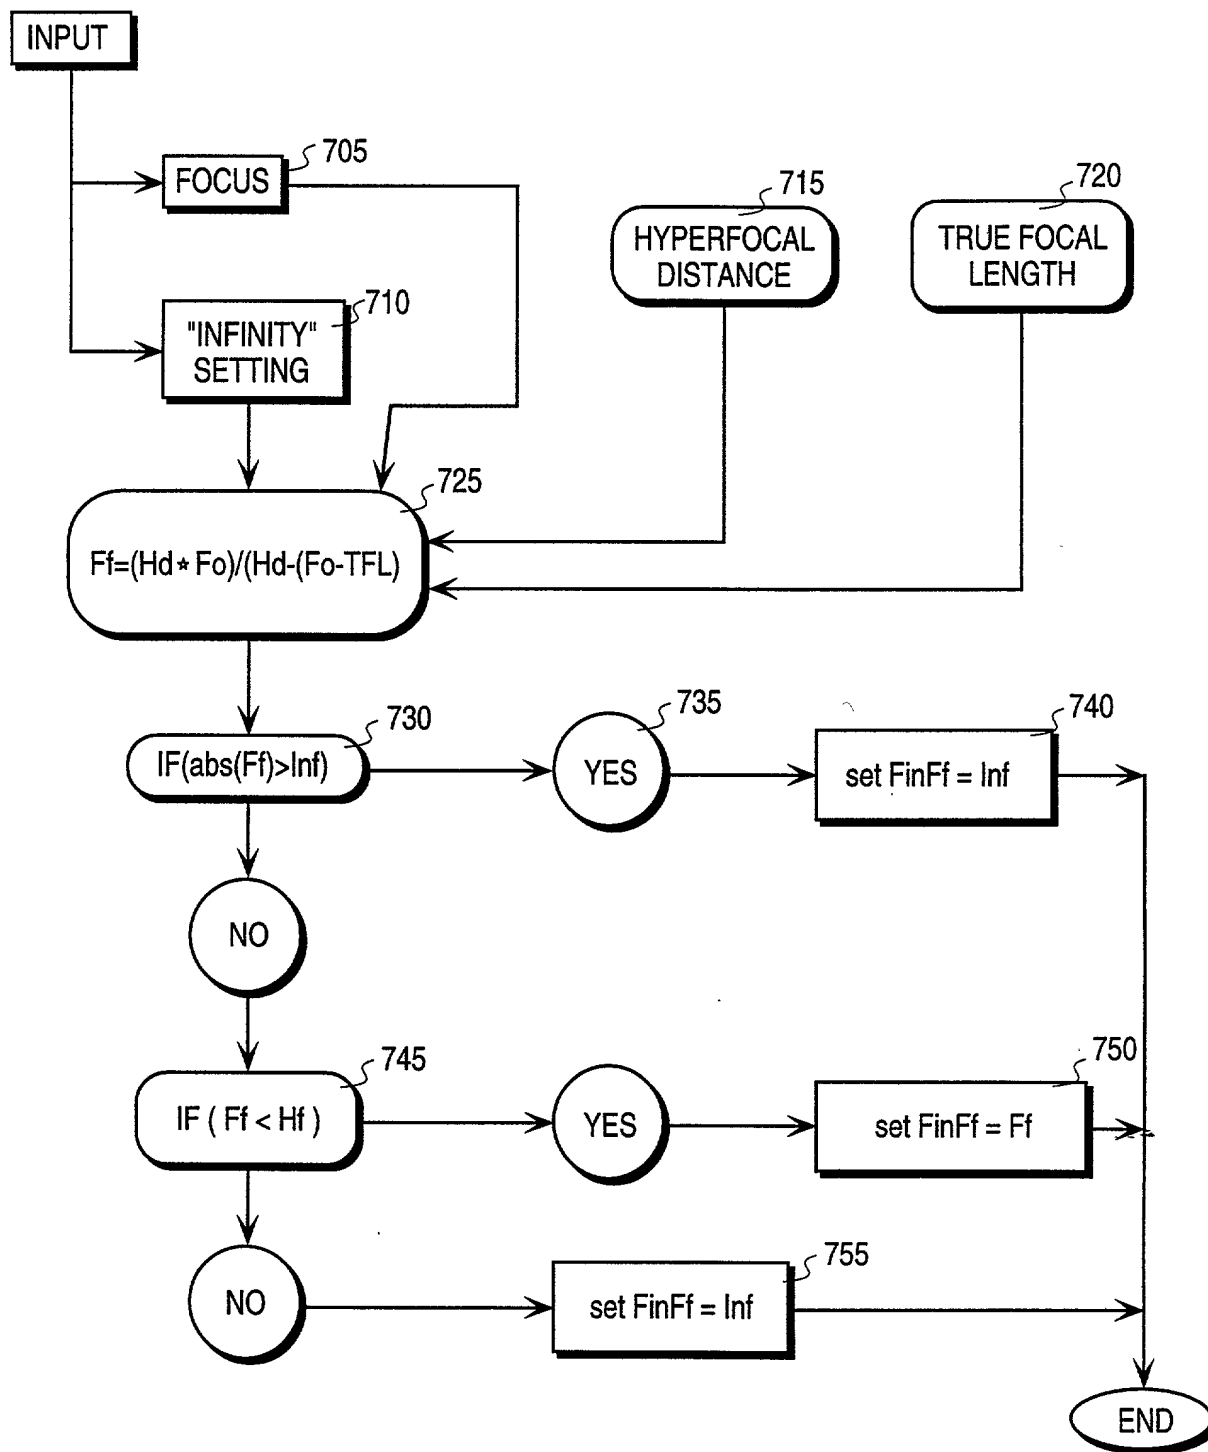 INPUT
705
FOCUS
715
HYPERFOCAL
DISTANCE
720
TRUE FOCAL
LENGTH
710
"INFINITY"
SETTING
725
Ff=(Hd*Fo)/(Hd-(Fo-TFL)
730
IF(abs(Ff)>Inf)
735
YES
740
set FinFf = Inf
NO
745
IF ( Ff < Hf )
YES
750
set FinFf = Ff
NO
755
set FinFf = Inf
END